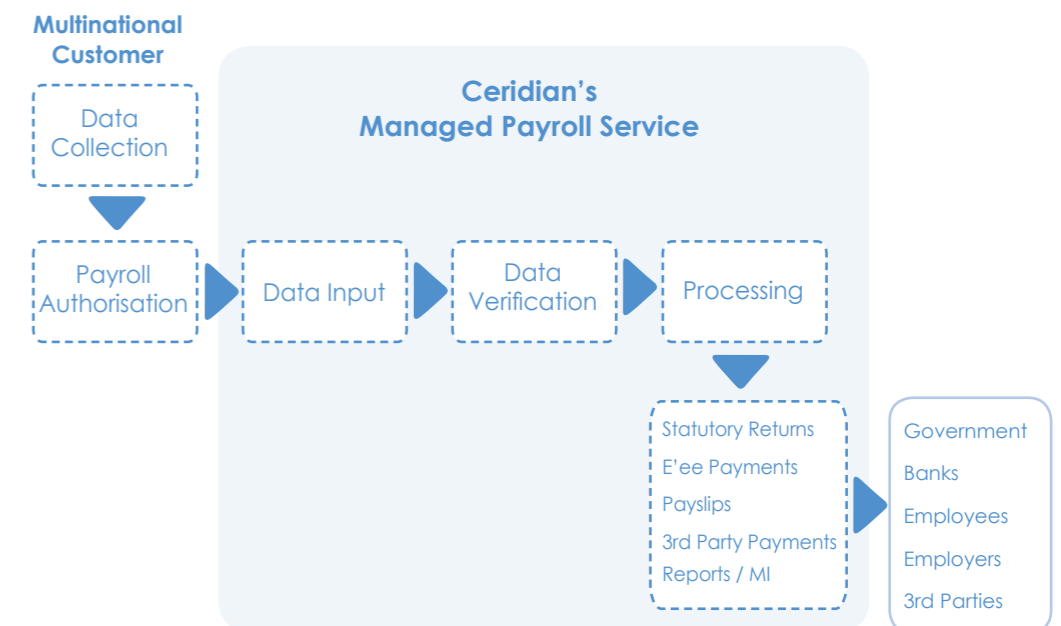 Multinational
Customer
Ceridian’s
Managed Payroll Service
Data
Collection
Payroll
Authorisation
Data Input
Data
Verification
Processing
Statutory Returns
E’ee Payments
Payslips
3rd Party Payments
Reports / MI
Government
Banks
Employees
Employers
3rd Parties